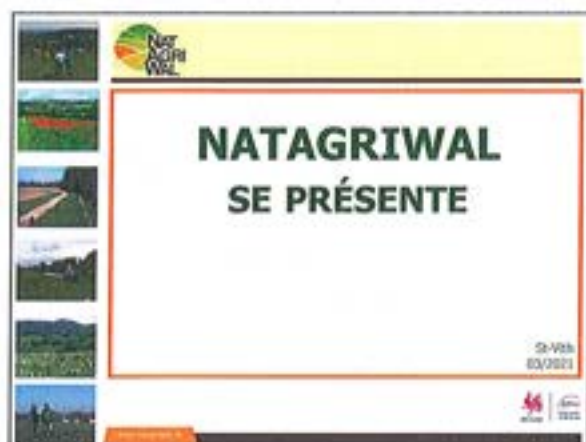 NAT
AGRI
WAL
NATAGRIWAL
SE PRÉSENTE
St-Vith
03/2021